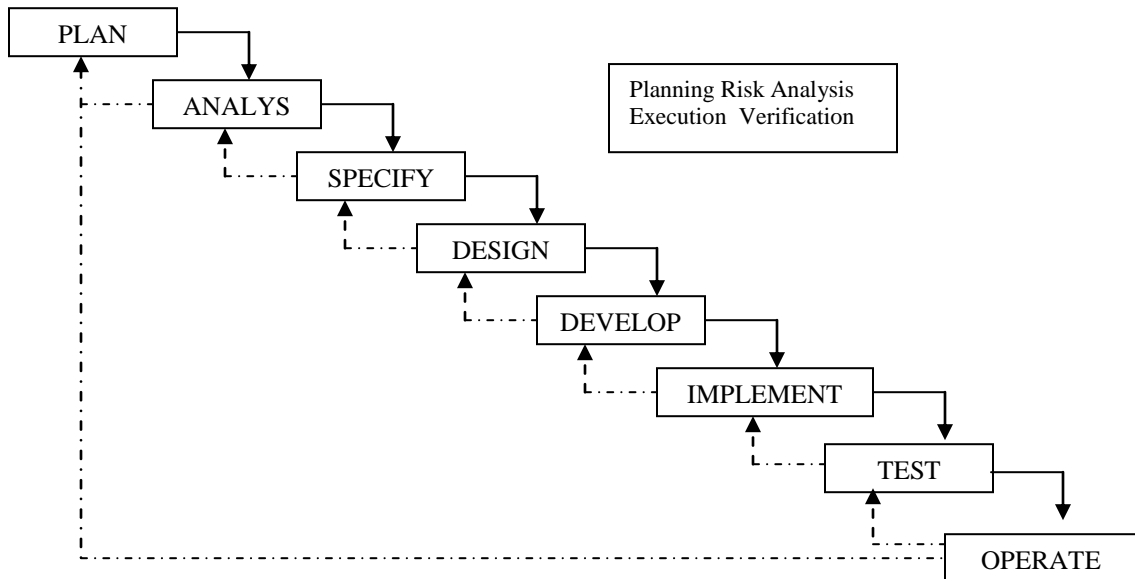 PLAN
ANALYS
Planning Risk Analysis
Execution Verification
SPECIFY
DESIGN
DEVELOP
IMPLEMENT
TEST
OPERATE